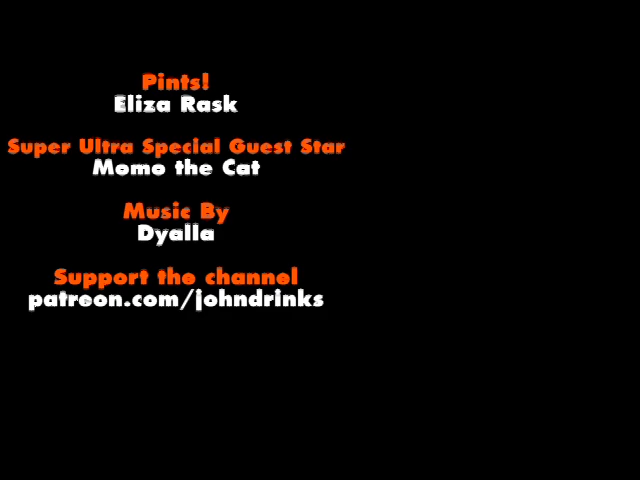 Pints!
Eliza Rask
Super Ultra Special Guest Star
Momo the Cat
Music By
Dyalla
Support the channel
patreon.com/johndrinks